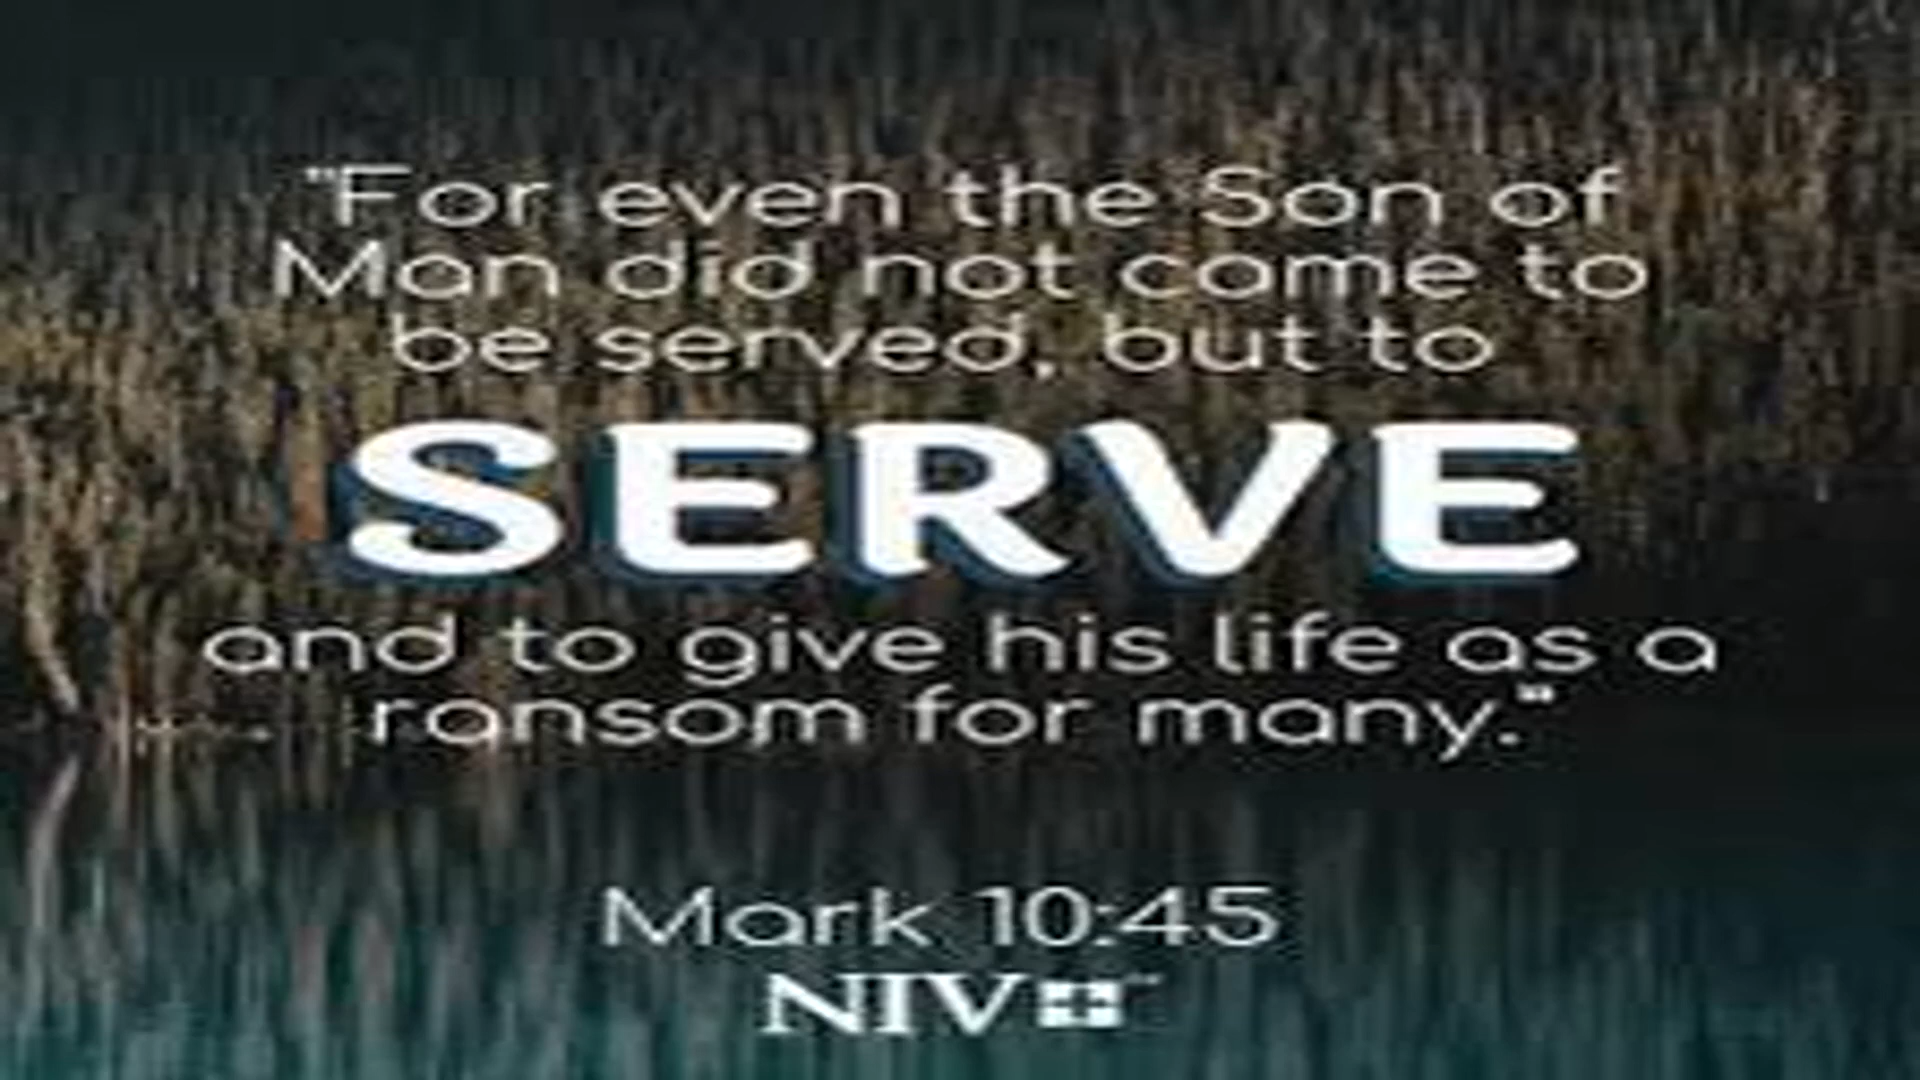 "For even the Son of
Man did not come to
be served, but to
SERVE
and to give his life as a
ransom for many."
Mark 10:45
NIV